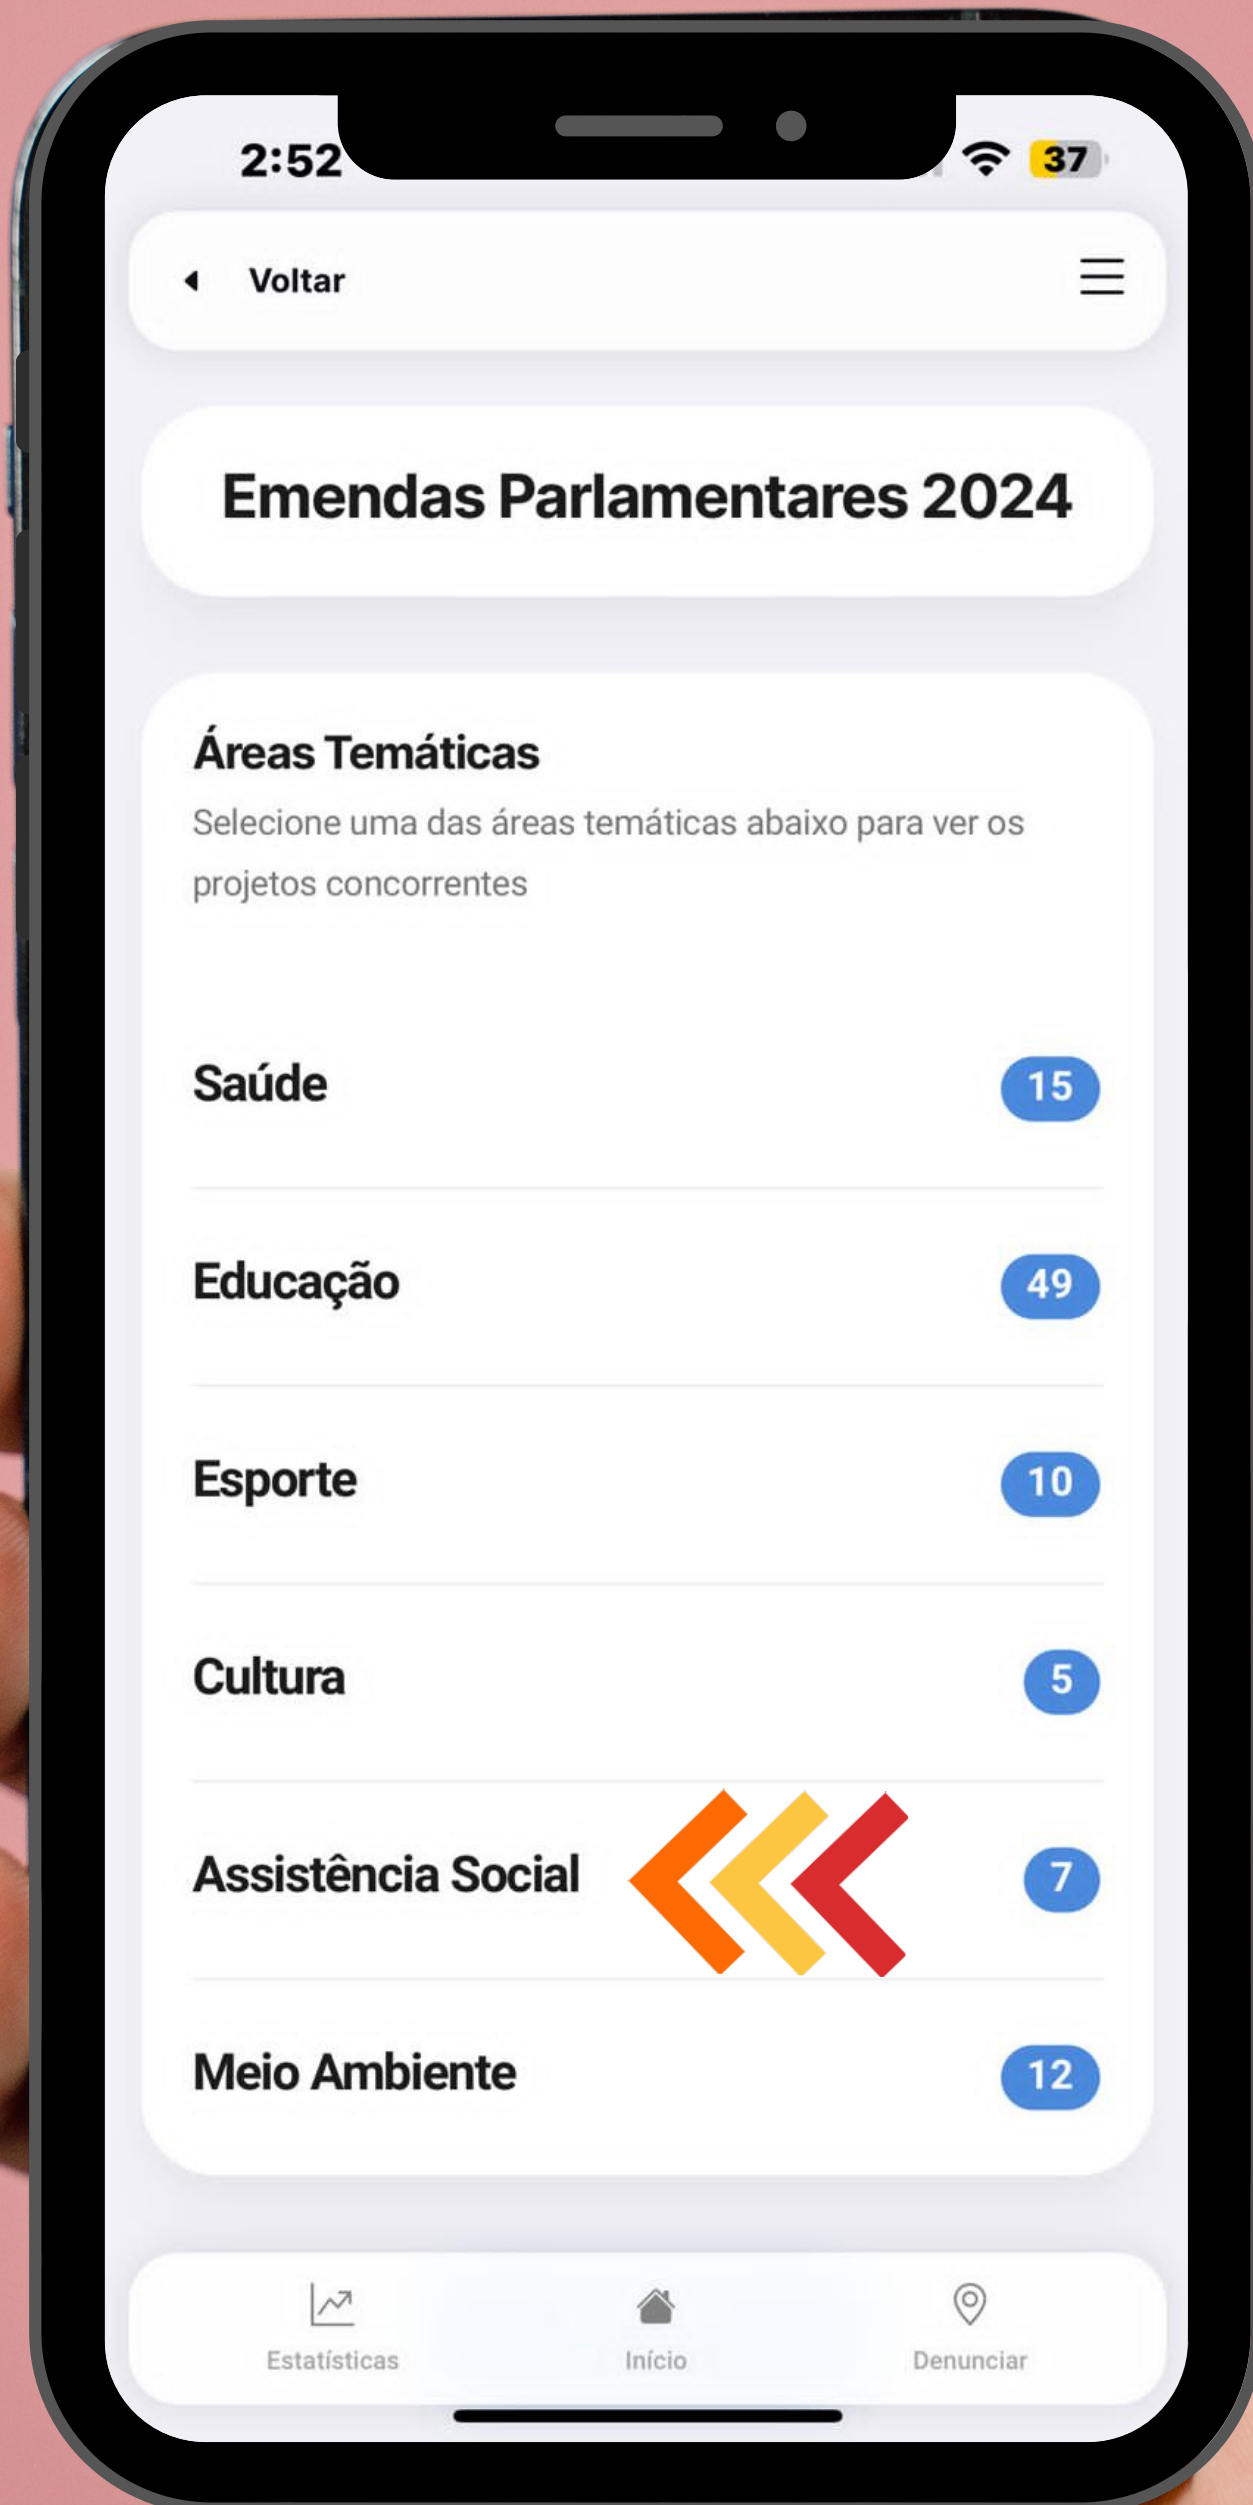 2:52
37
Voltar
Emendas Parlamentares 2024
Áreas Temáticas
Selecione uma das áreas temáticas abaixo para ver os
projetos concorrentes
Saúde 15
Educação 49
Esporte 10
Cultura 5
Assistência Social 7
Meio Ambiente 12
Estatísticas Início Denunciar